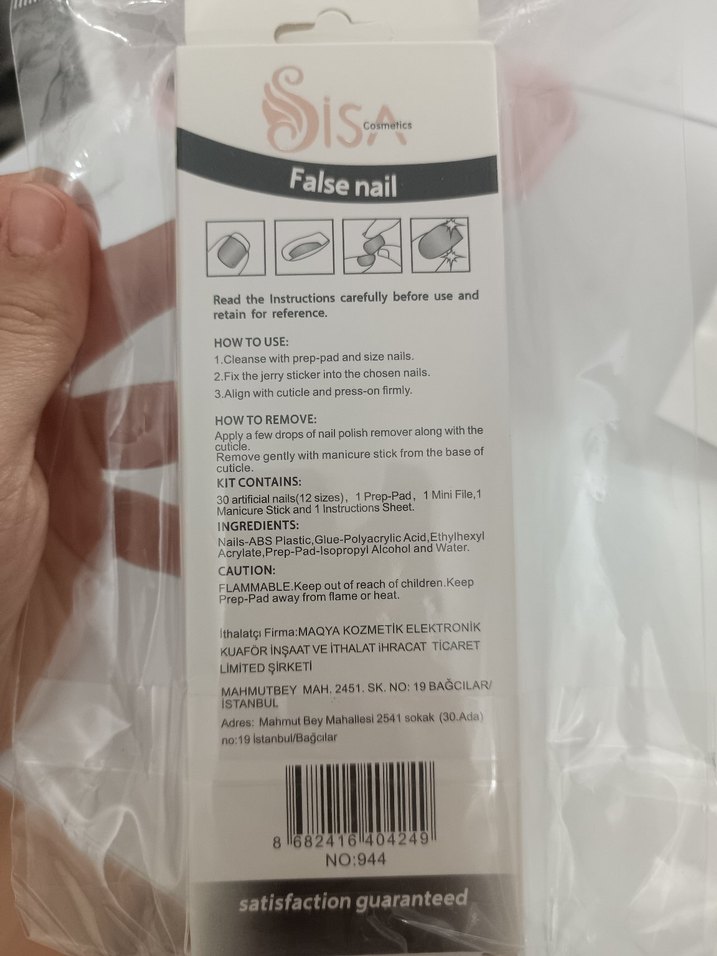 SISA
Cosmetics
False nail
Read the Instructions carefully before use and
retain for reference.
HOW TO USE:
1.Cleanse with prep-pad and size nails.
2.Fix the jerry sticker into the chosen nails.
3.Align with cuticle and press-on firmly.
HOW TO REMOVE:
Apply a few drops of nail polish remover along with the
cuticle.
Remove gently with manicure stick from the base of
cuticle.
KIT CONTAINS:
30 artificial nails(12 sizes), 1 Prep-Pad, 1 Mini File,1
Manicure Stick and 1 Instructions Sheet.
INGREDIENTS:
Nails-ABS Plastic,Glue-Polyacrylic Acid,Ethylhexyl
Acrylate,Prep-Pad-Isopropyl Alcohol and Water.
CAUTION:
FLAMMABLE.Keep out of reach of children.Keep
Prep-Pad away from flame or heat.
İthalatçı Firma:MAQYA KOZMETİK ELEKTRONİK
KUAFÖR İNŞAAT VE İTHALAT iHRACAT TİCARET
LİMİTED ŞİRKETİ
MAHMUTBEY MAH. 2451. SK. NO: 19 BAĞCILAR/
İSTANBUL
Adres: Mahmut Bey Mahallesi 2541 sokak (30.Ada)
no:19 İstanbul/Bağcılar
8 682416 404249
NO:944
satisfaction guaranteed